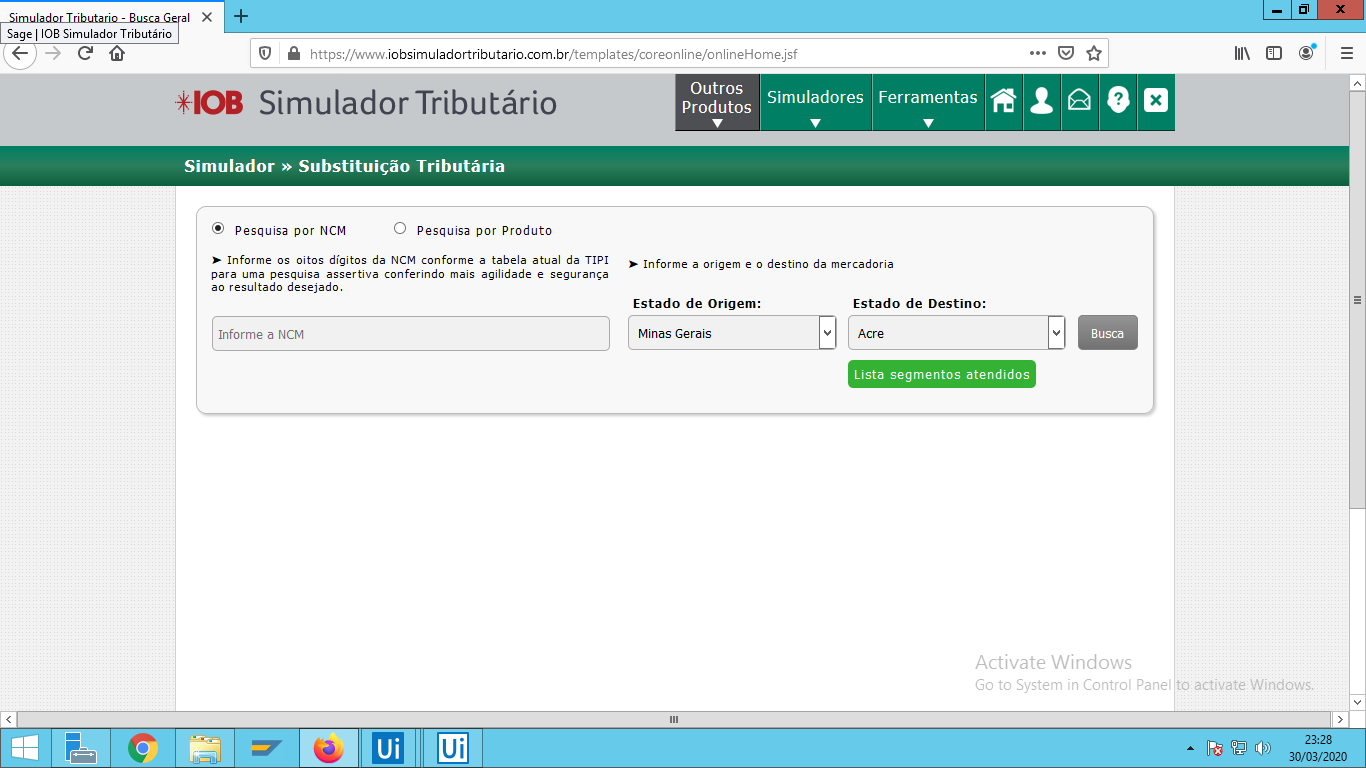 Simulador Tributario - Busca Geral
Sage | IOB Simulador Tributário
https://www.iobsimuladortributario.com.br/templates/coreonline/onlineHome.jsf
IOB Simulador Tributário
Outros Produtos
Simuladores
Ferramentas
Simulador » Substituição Tributária
Pesquisa por NCM
Pesquisa por Produto
➤ Informe os oitos dígitos da NCM conforme a tabela atual da TIPI
para uma pesquisa assertiva conferindo mais agilidade e segurança
ao resultado desejado.
➤ Informe a origem e o destino da mercadoria
Estado de Origem:
Estado de Destino:
Informe a NCM
Minas Gerais
Acre
Busca
Lista segmentos atendidos
Activate Windows
Go to System in Control Panel to activate Windows.
Ui
Ui
23:28
30/03/2020